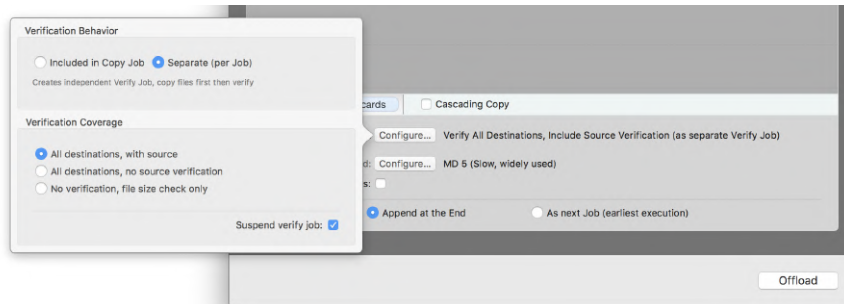 Verification Behavior
Included in Copy Job Separate (per Job)
Creates independent Verify Job, copy files first then verify
Verification Coverage
All destinations, with source
All destinations, no source verification
No verification, file size check only
Suspend verify job:
cards Cascading Copy
Configure... Verify All Destinations, Include Source Verification (as separate Verify Job)
d: Configure... MD 5 (Slow, widely used)
s:
Append at the End As next Job (earliest execution)
Offload